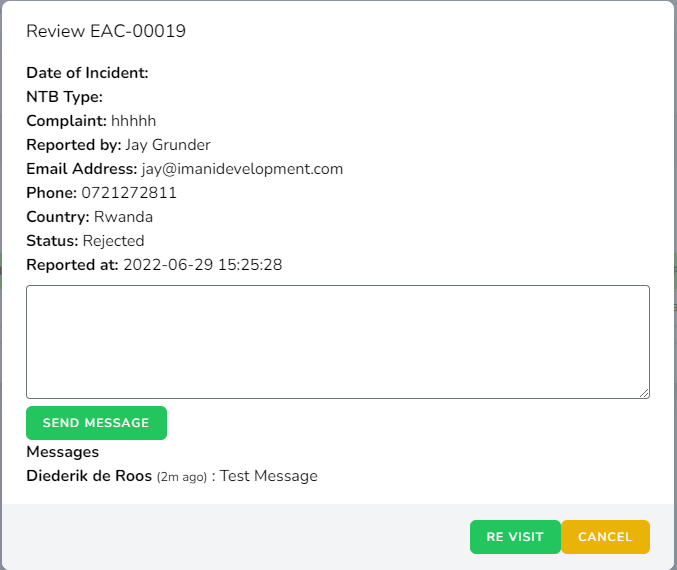 Review EAC-00019
Date of Incident:
NTB Type:
Complaint: hhhhh
Reported by: Jay Grunder
Email Address: jay@imanidevelopment.com
Phone: 0721272811
Country: Rwanda
Status: Rejected
Reported at: 2022-06-29 15:25:28
SEND MESSAGE
Messages
Diederik de Roos (2m ago) : Test Message
RE VISIT CANCEL